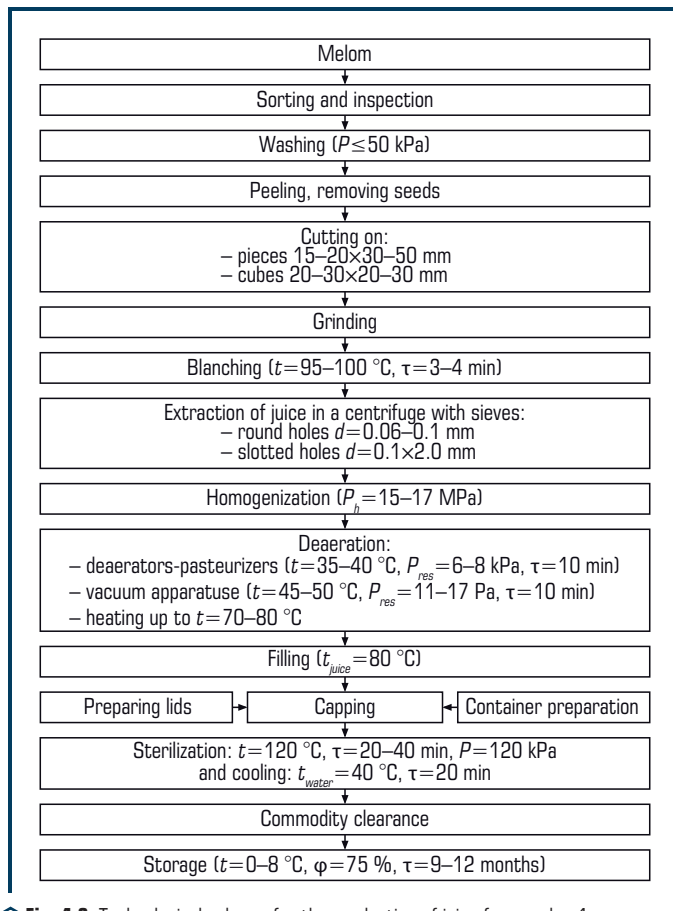 Melom
Sorting and inspection
Washing (P≤50 kPa)
Peeling, removing seeds
Cutting on:
– pieces 15–20×30–50 mm
– cubes 20–30×20–30 mm
Grinding
Blanching (t=95–100 °C, τ=3–4 min)
Extraction of juice in a centrifuge with sieves:
– round holes d=0.06–0.1 mm
– slotted holes d=0.1×2.0 mm
Homogenization (Ph=15–17 MPa)
Deaeration:
– deaerators-pasteurizers (t=35–40 °C, Pres=6–8 kPa, τ=10 min)
– vacuum apparatuse (t=45–50 °C, Pres=11–17 Pa, τ=10 min)
– heating up to t=70–80 °C
Filling (tjuice=80 °C)
Preparing lids Capping Container preparation
Sterilization: t=120 °C, τ=20–40 min, P=120 kPa
and cooling: twater=40 °C, τ=20 min
Commodity clearance
Storage (t=0–8 °C, φ=75 %, τ=9–12 months)